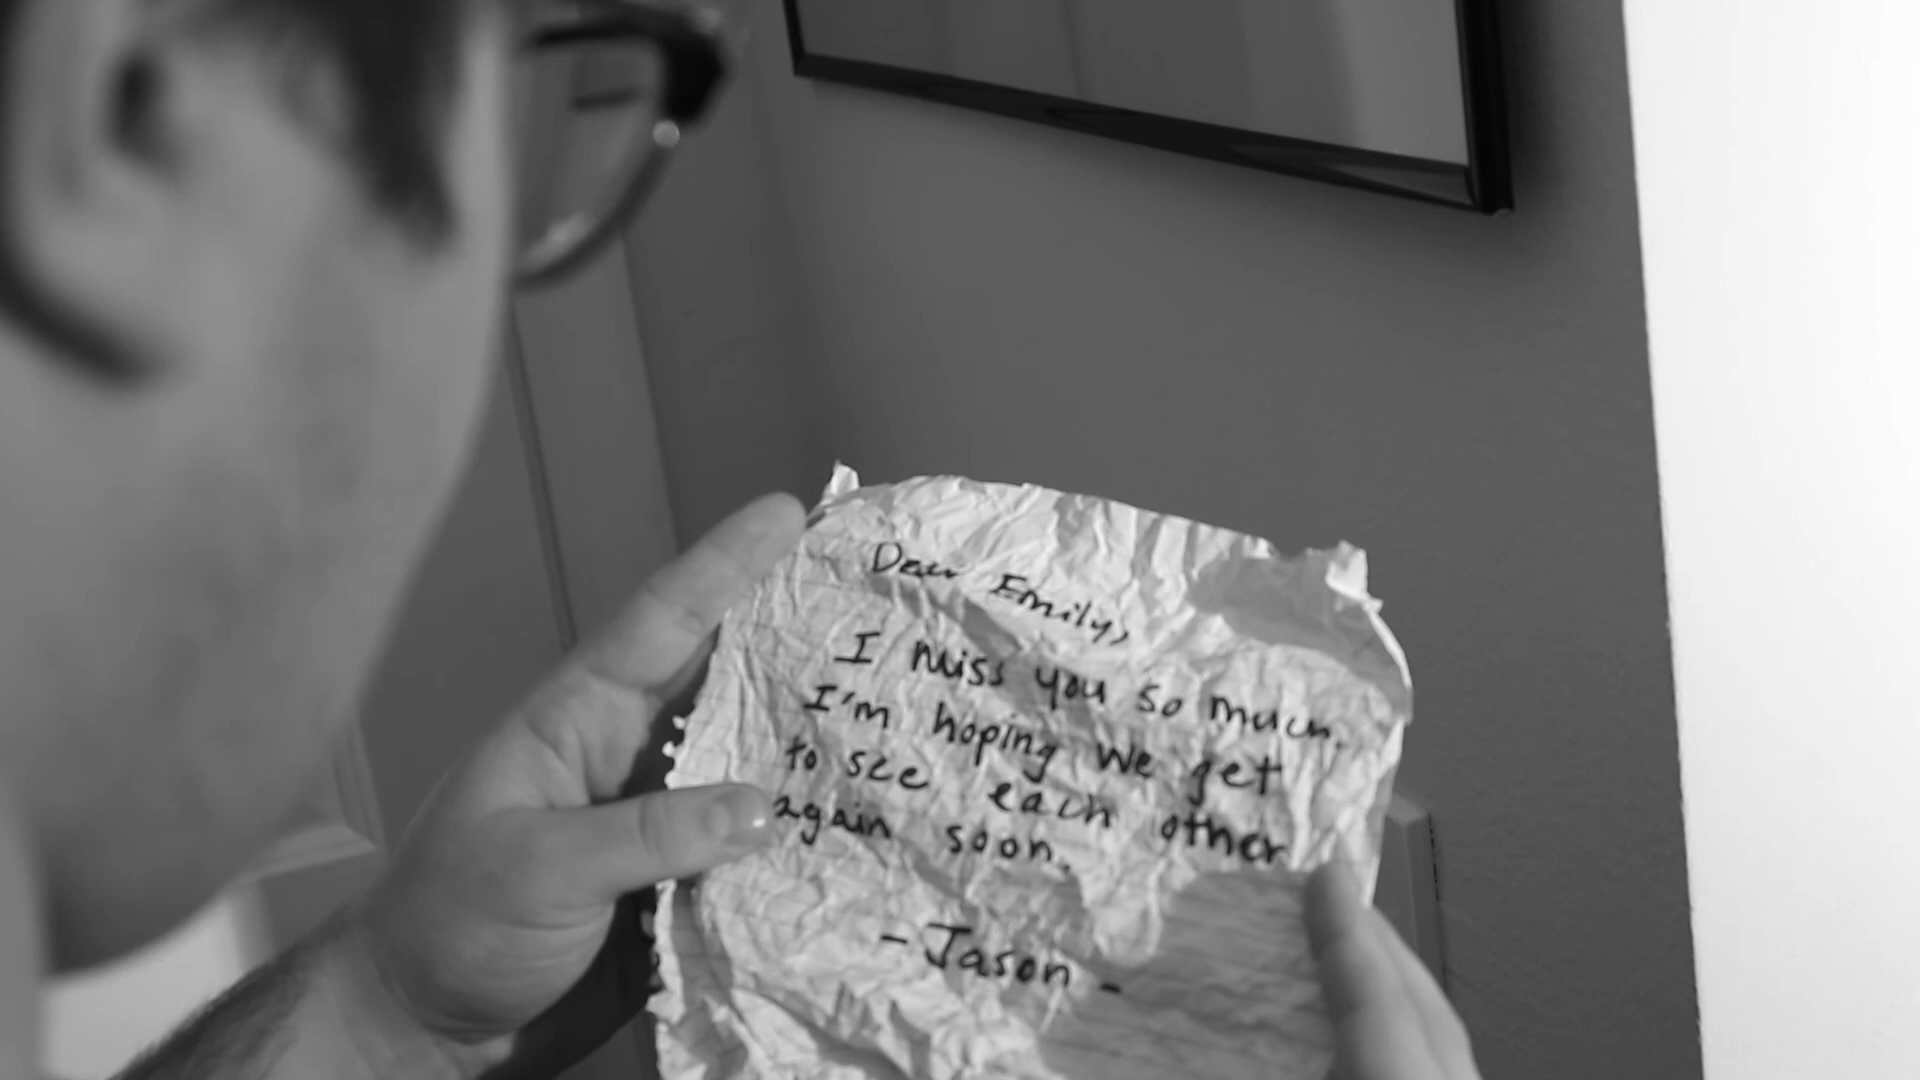 Dear Emily,
I miss you so much.
I'm hoping we get
to see each other
again soon.
- Jason -